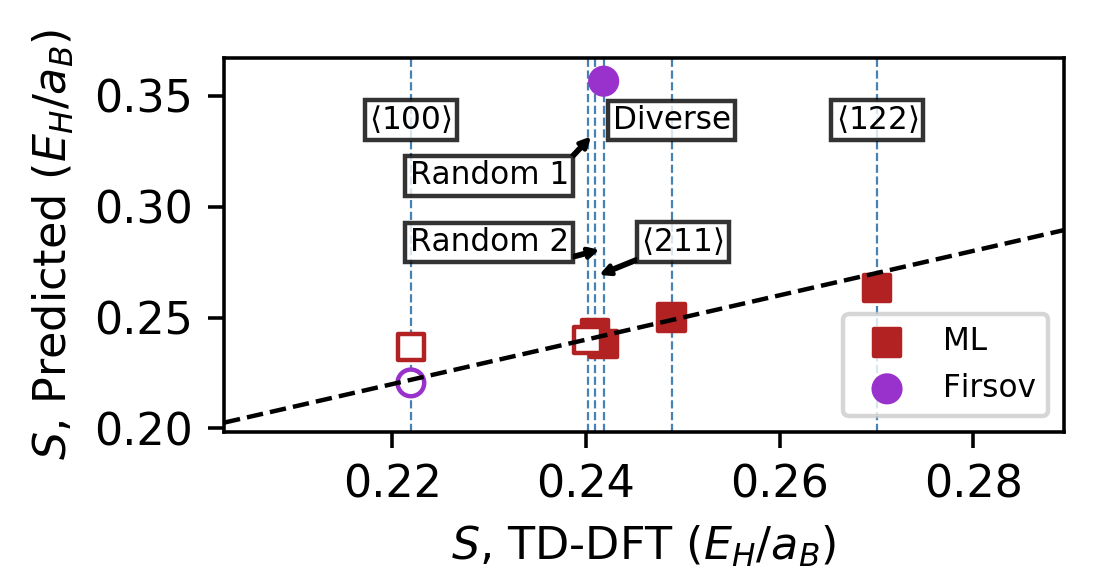 S, Predicted (E_H/a_B)
0.35
0.30
0.25
0.20
⟨100⟩
Diverse
⟨122⟩
Random 1
Random 2
⟨211⟩
ML
Firsov
0.22
0.24
0.26
0.28
S, TD-DFT (E_H/a_B)